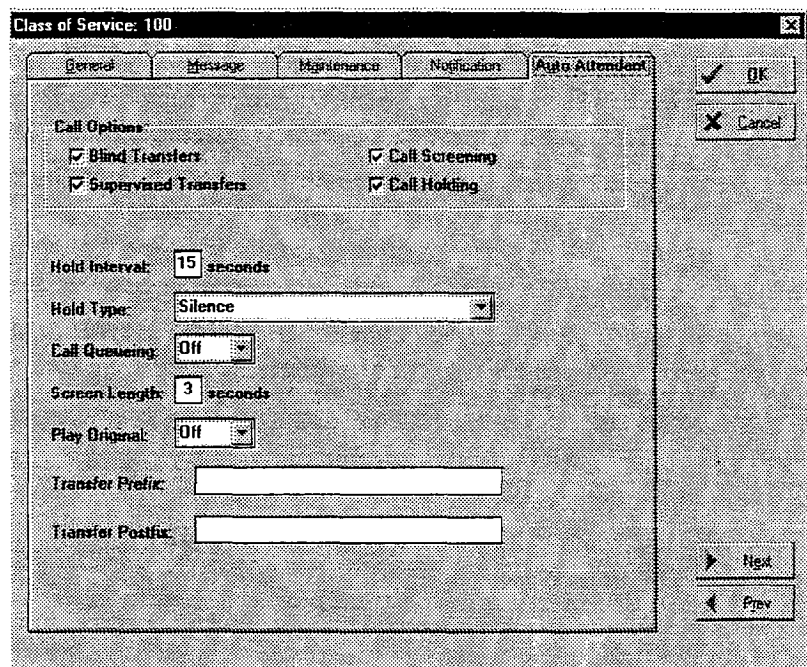 Class of Service: 100
General Message Maintenance Notification Auto Attendant
OK
Cancel
Call Options
Blind Transfers Call Screening
Supervised Transfers Call Holding
Hold Interval: 15 seconds
Hold Type: Silence
Call Queueing: Off
Screen Length: 3 seconds
Play Original: Off
Transfer Prefix:
Transfer Postfix:
Next
Prev